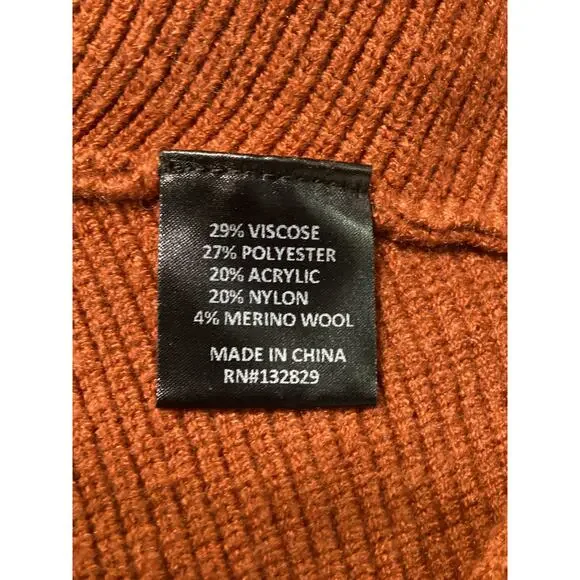 29% VISCOSE
27% POLYESTER
20% ACRYLIC
20% NYLON
4% MERINO WOOL
MADE IN CHINA
RN#132829